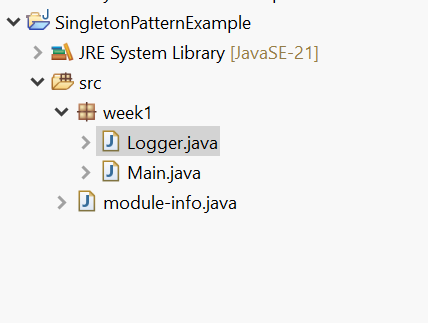 SingletonPatternExample
JRE System Library [JavaSE-21]
src
week1
Logger.java
Main.java
module-info.java